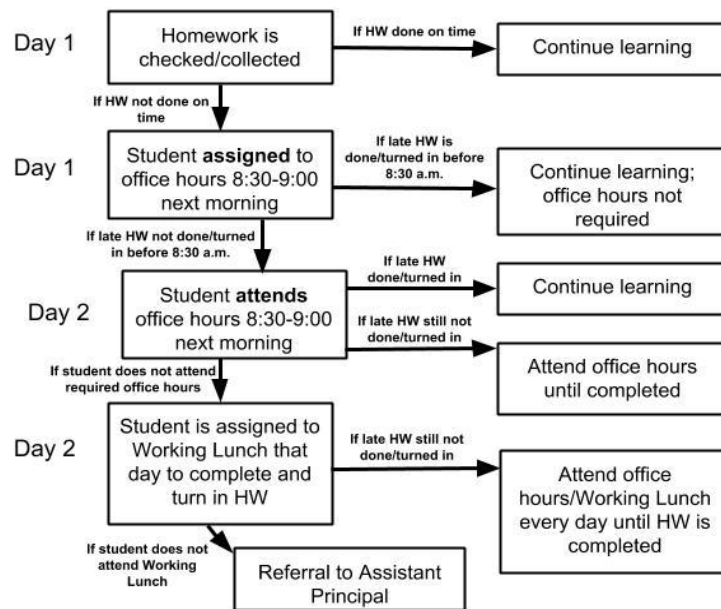 Day 1
Homework is
checked/collected
If HW done on time
Continue learning
If HW not done on
time
Day 1
Student assigned to
office hours 8:30-9:00
next morning
If late HW is
done/turned in before
8:30 a.m.
Continue learning;
office hours not
required
If late HW not done/turned
in before 8:30 a.m.
Day 2
Student attends
office hours 8:30-9:00
next morning
If late HW
done/turned in
Continue learning
If late HW still not
done/turned in
Attend office hours
until completed
If student does not attend
required office hours
Day 2
Student is assigned to
Working Lunch that
day to complete and
turn in HW
If late HW still not
done/turned in
Attend office
hours/Working Lunch
every day until HW is
completed
If student does not
attend Working
Lunch
Referral to Assistant
Principal